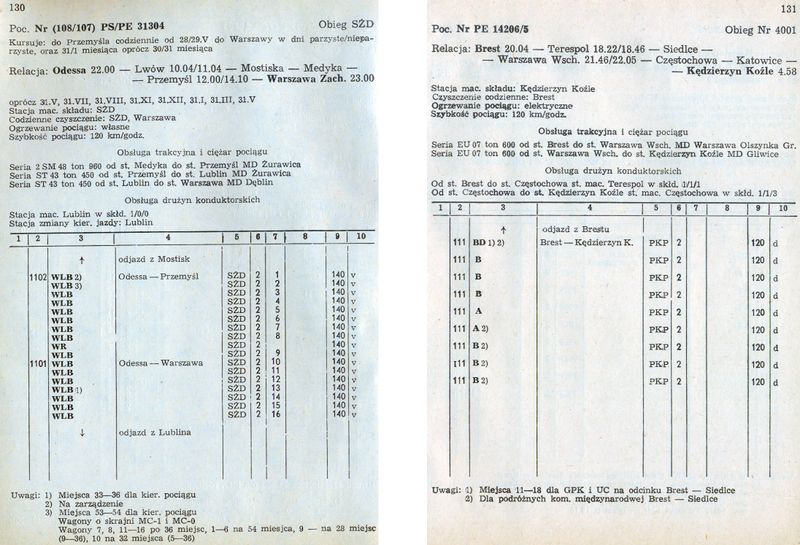 130
Poc. Nr (108/107) PS/PE 31304 Obieg SŻD
Kursuje: do Przemyśla codziennie od 28/29.V do Warszawy w dni parzyste/niepa-
rzyste, oraz 31/1 miesiąca oprócz 30/31 miesiąca
Relacja: Odessa 22.00 — Lwów 10.04/11.04 — Mostiska — Medyka —
— Przemyśl 12.00/14.10 — Warszawa Zach. 23.00
oprócz 31.V, 31.VII, 31.VIII, 31.XI, 31.XII, 31.I, 31.III, 31.V
Stacja mac. składu: SŻD
Codzienne czyszczenie: SŻD, Warszawa
Ogrzewanie pociągu: własne
Szybkość pociągu: 120 km/godz.
Obsługa trakcyjna i ciężar pociągu
Seria 2 SM 48 ton 960 od st. Medyka do st. Przemyśl MD Żurawica
Seria ST 43 ton 450 od st. Przemyśl do st. Lublin MD Żurawica
Seria ST 43 ton 450 od st. Lublin do st. Warszawa MD Dęblin
Obsługa drużyn konduktorskich
Stacja mac. Lublin w skłd. 1/0/0
Stacja zmiany kier. jazdy: Lublin
1 2 3 4 5 6 7 8 9 10
↑ odjazd z Mostisk
1102 WLB 2) Odessa — Przemyśl SŻD 2 1 140 v
WLB 3) SŻD 2 2 140 v
WLB SŻD 2 3 140 v
WLB SŻD 2 4 140 v
WLB SŻD 2 5 140 v
WLB SŻD 2 6 140 v
WLB SŻD 2 7 140 v
WLB SŻD 2 8 140 v
WR SŻD 2 140 v
WLB SŻD 2 9 140 v
1101 WLB Odessa — Warszawa SŻD 2 10 140 v
WLB SŻD 2 11 140 v
WLB SŻD 2 12 140 v
WLB 1) SŻD 2 13 140 v
WLB SŻD 2 14 140 v
WLB SŻD 2 15 140 v
WLB SŻD 2 16 140 v
↓ odjazd z Lublina
Uwagi: 1) Miejsca 33—36 dla kier. pociągu
2) Na zarządzenie
3) Miejsca 53—54 dla kier. pociągu
Wagony o skrajni MC-1 i MC-0
Wagony 7, 8, 11—16 po 36 miejsc, 1—6 na 54 miesjca, 9 — na 28 miejsc
(9—36), 10 na 32 miejsca (5—36)
131
Poc. Nr PE 14206/5 Obieg Nr 4001
Relacja: Brest 20.04 — Terespol 18.22/18.46 — Siedlce —
— Warszawa Wsch. 21.46/22.05 — Częstochowa — Katowice —
— Kędzierzyn Koźle 4.58
Stacja mac. składu: Kędzierzyn Koźle
Czyszczenie codzienne: Brest
Ogrzewanie pociągu: elektryczne
Szybkość pociągu: 120 km/godz.
Obsługa trakcyjna i ciężar pociągu
Seria EU 07 ton 600 od st. Brest do st. Warszawa Wsch. MD Warszawa Olszynka Gr.
Seria EU 07 ton 600 od st. Warszawa Wsch. do st. Kędzierzyn Koźle MD Gliwice
Obsługa drużyn konduktorskich
Od st. Brest do st. Częstochowa st. mac. Terespol w skłd. 1/1/1
Od st. Częstochowa do st. Kędzierzyn Koźle st. mac. Częstochowa w skłd. 1/1/3
1 2 3 4 5 6 7 8 9 10
↑ odjazd z Brestu
111 BD 1) 2) Brest — Kędzierzyn K. PKP 2 120 d
111 B PKP 2 120 d
111 B PKP 2 120 d
111 B PKP 2 120 d
111 A PKP 2 120 d
111 A 2) PKP 2 120 d
111 B 2) PKP 2 120 d
111 B 2) PKP 2 120 d
111 B 2) PKP 2 120 d
Uwagi: 1) Miejsca 11—18 dla GPK i UC na odcinku Brest — Siedlce
2) Dla podróżnych kom. międzynarodowej Brest — Siedlce